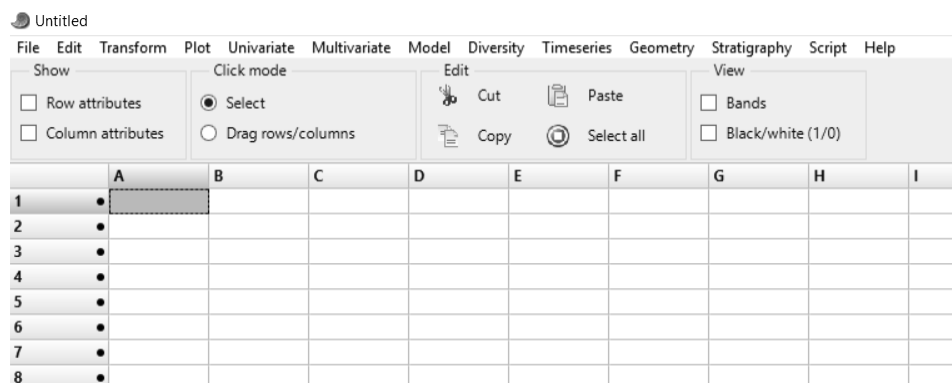 Untitled
File Edit Transform Plot Univariate Multivariate Model Diversity Timeseries Geometry Stratigraphy Script Help
Show Click mode Edit View
Row attributes Select Cut Paste Bands
Column attributes Drag rows/columns Copy Select all Black/white (1/0)
A B C D E F G H I
1
2
3
4
5
6
7
8